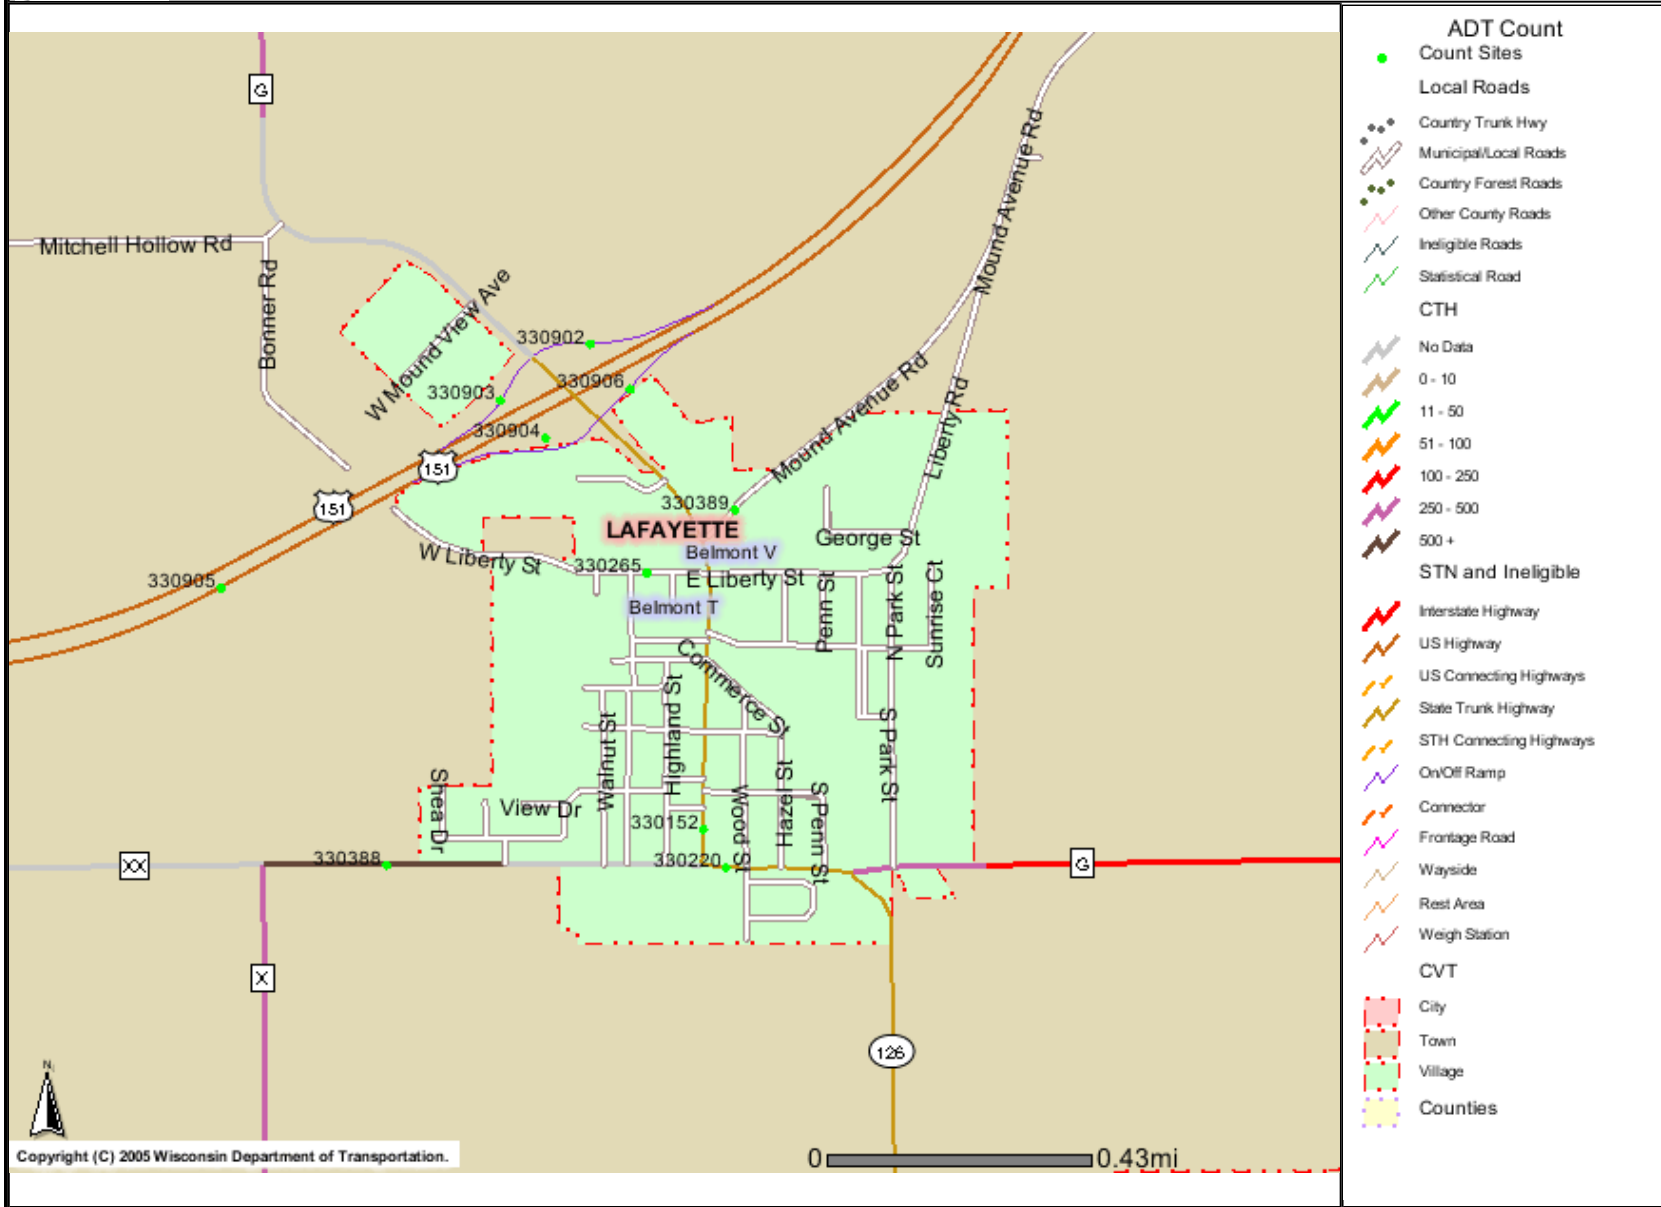 G
Mitchell Hollow Rd
Bonner Rd
W Mound View Ave
Mound Avenue Rd
330902
330903
330906
330904
151
151
Mound Avenue Rd
Liberty Rd
330389
LAFAYETTE
Belmont V
George St
W Liberty St
330265
E Liberty St
330905
Belmont T
Penn St
N Park St
Sunrise Ct
Commerce St
Highland St
Walnut St
S Park St
Shea Dr
View Dr
Wood St
Hazel St
S Penn St
330152
XX
330388
330220
G
X
126
N
Copyright (C) 2005 Wisconsin Department of Transportation.
0
0.43mi
ADT Count
Count Sites
Local Roads
Country Trunk Hwy
Municipal/Local Roads
Country Forest Roads
Other County Roads
Ineligible Roads
Statistical Road
CTH
No Data
0 - 10
11 - 50
51 - 100
100 - 250
250 - 500
500 +
STN and Ineligible
Interstate Highway
US Highway
US Connecting Highways
State Trunk Highway
STH Connecting Highways
On/Off Ramp
Connector
Frontage Road
Wayside
Rest Area
Weigh Station
CVT
City
Town
Village
Counties